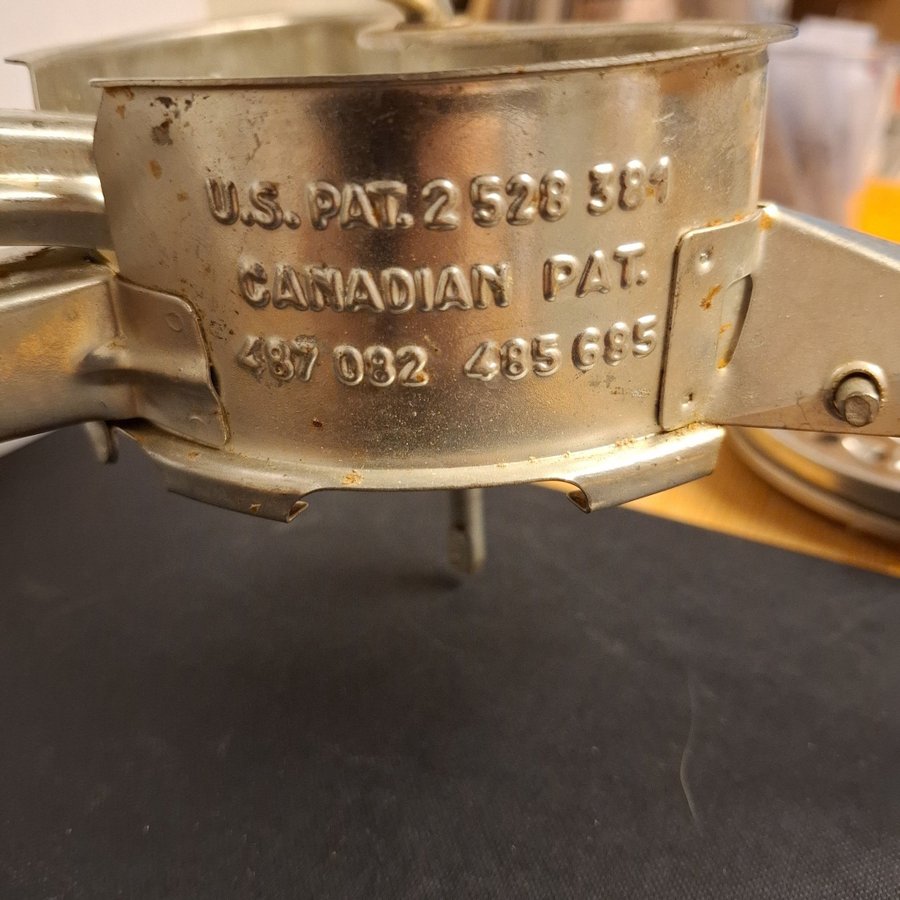 U.S. PAT. 2 528 381
CANADIAN PAT.
487 082 485 685